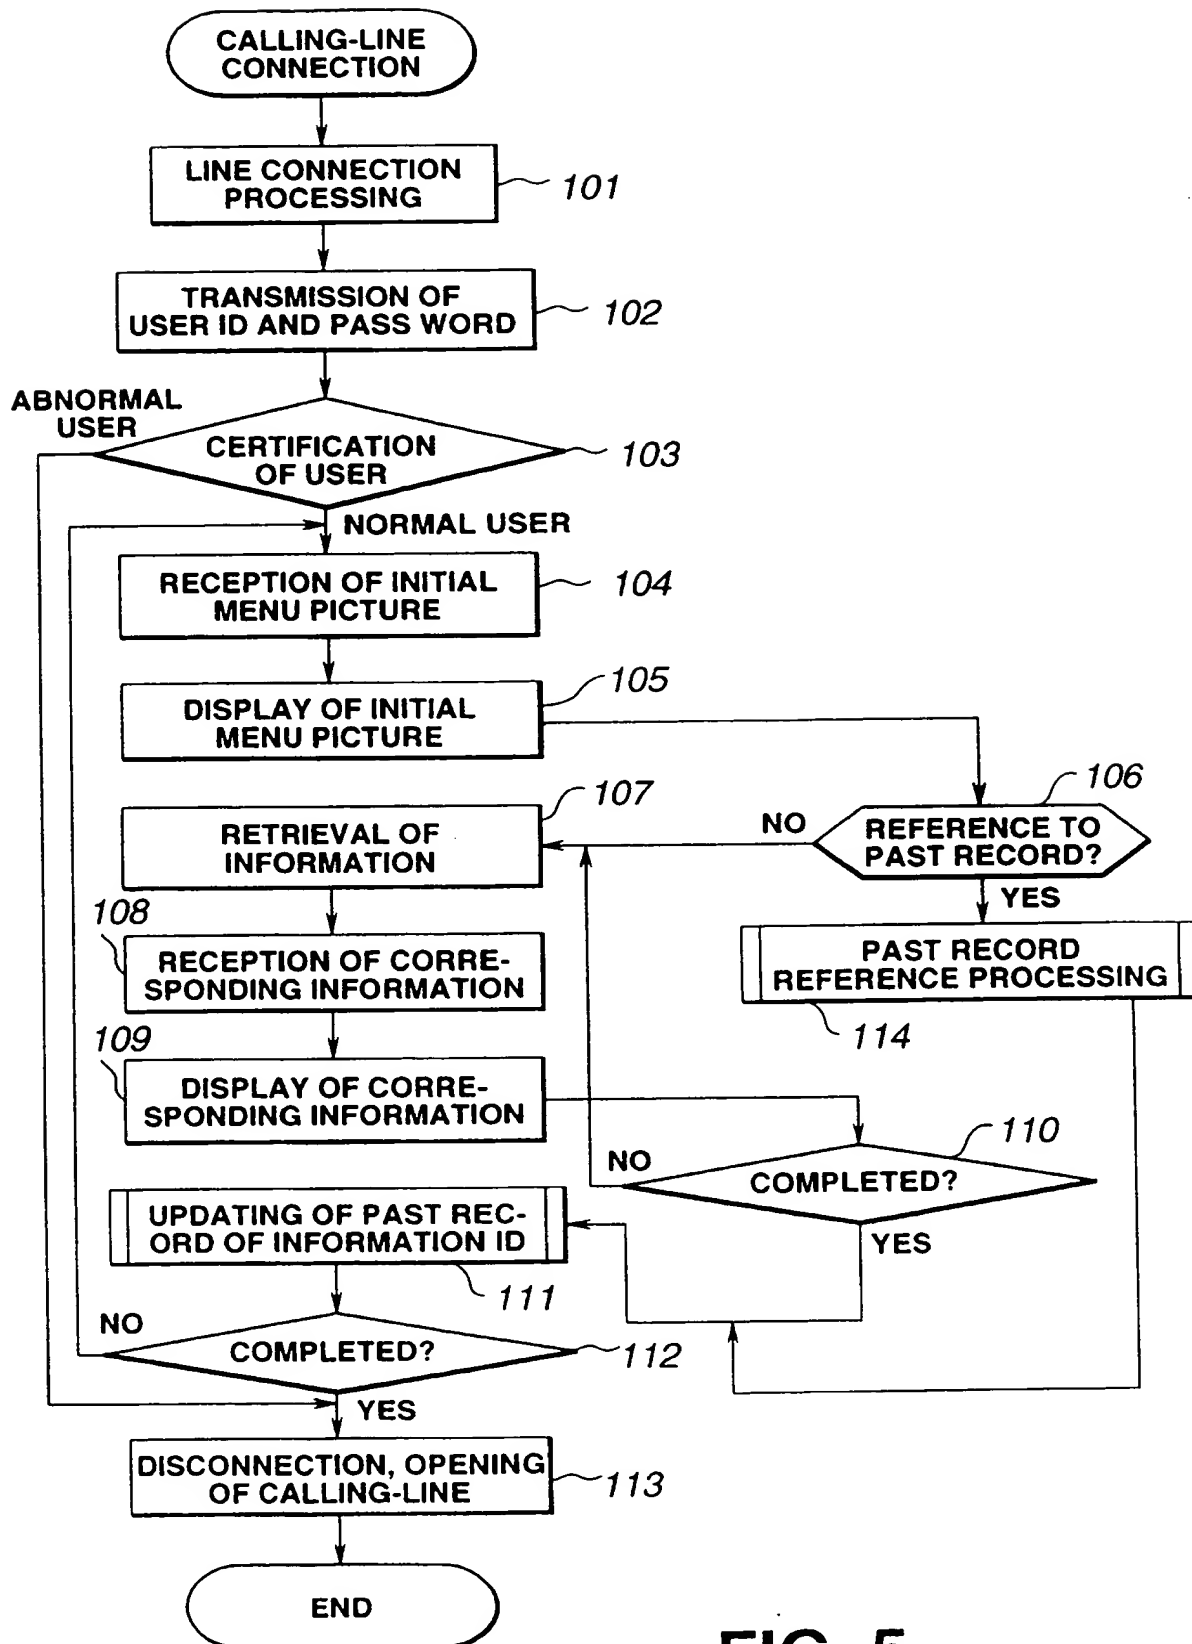 CALLING-LINE
CONNECTION
LINE CONNECTION
PROCESSING
101
TRANSMISSION OF
USER ID AND PASS WORD
102
ABNORMAL
USER
CERTIFICATION
OF USER
103
NORMAL USER
RECEPTION OF INITIAL
MENU PICTURE
104
DISPLAY OF INITIAL
MENU PICTURE
105
106
REFERENCE TO
PAST RECORD?
NO
YES
107
RETRIEVAL OF
INFORMATION
PAST RECORD
REFERENCE PROCESSING
114
108
RECEPTION OF CORRE-
SPONDING INFORMATION
109
DISPLAY OF CORRE-
SPONDING INFORMATION
110
COMPLETED?
NO
YES
UPDATING OF PAST REC-
ORD OF INFORMATION ID
111
NO
COMPLETED?
112
YES
DISCONNECTION, OPENING
OF CALLING-LINE
113
END
FIG. 5